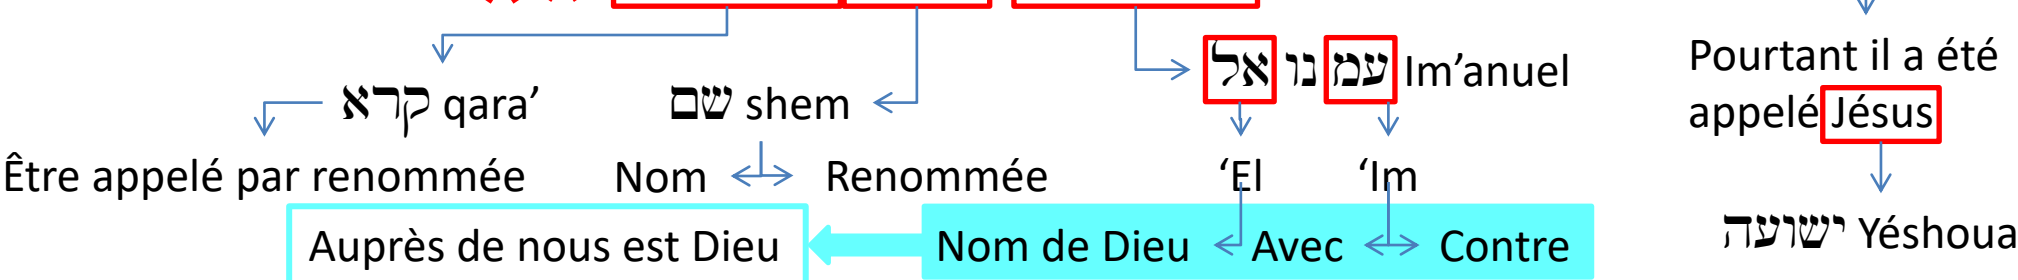 עמ נו אל Im’anuel
Pourtant il a été
appelé Jésus
קרא qara’
שם shem
Être appelé par renommée
Nom
Renommée
‘El
‘Im
ישועה Yéshoua
Auprès de nous est Dieu
Nom de Dieu
Avec
Contre